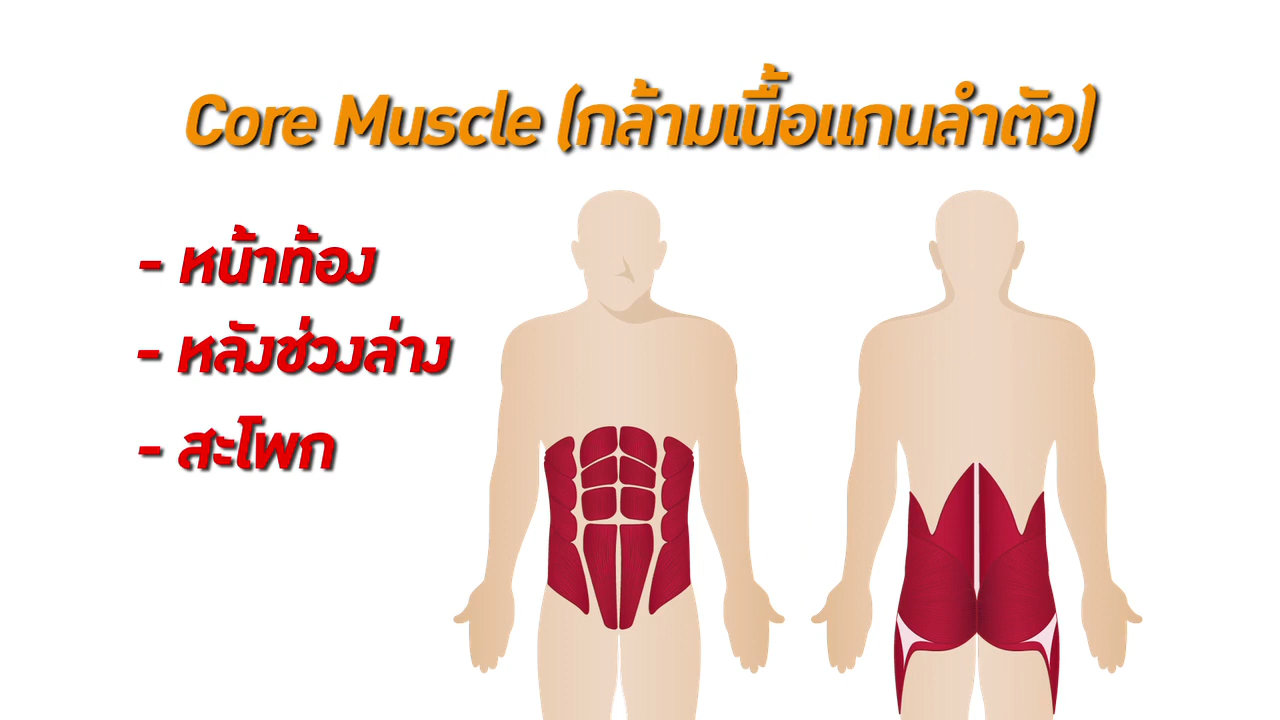 Core Muscle (กล้ามเนื้อแกนลำตัว)
- หน้าท้อง
- หลังช่วงล่าง
- สะโพก